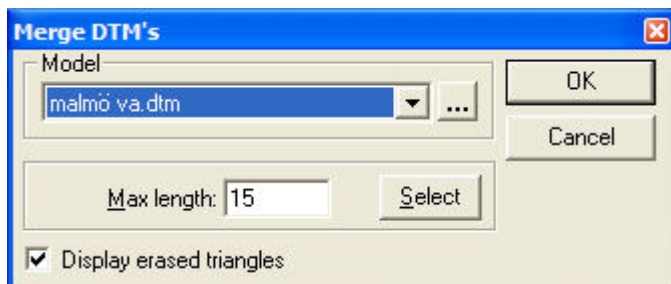 Merge DTM's
Model
malmö va.dtm
...
OK
Cancel
Max length: 15
Select
Display erased triangles